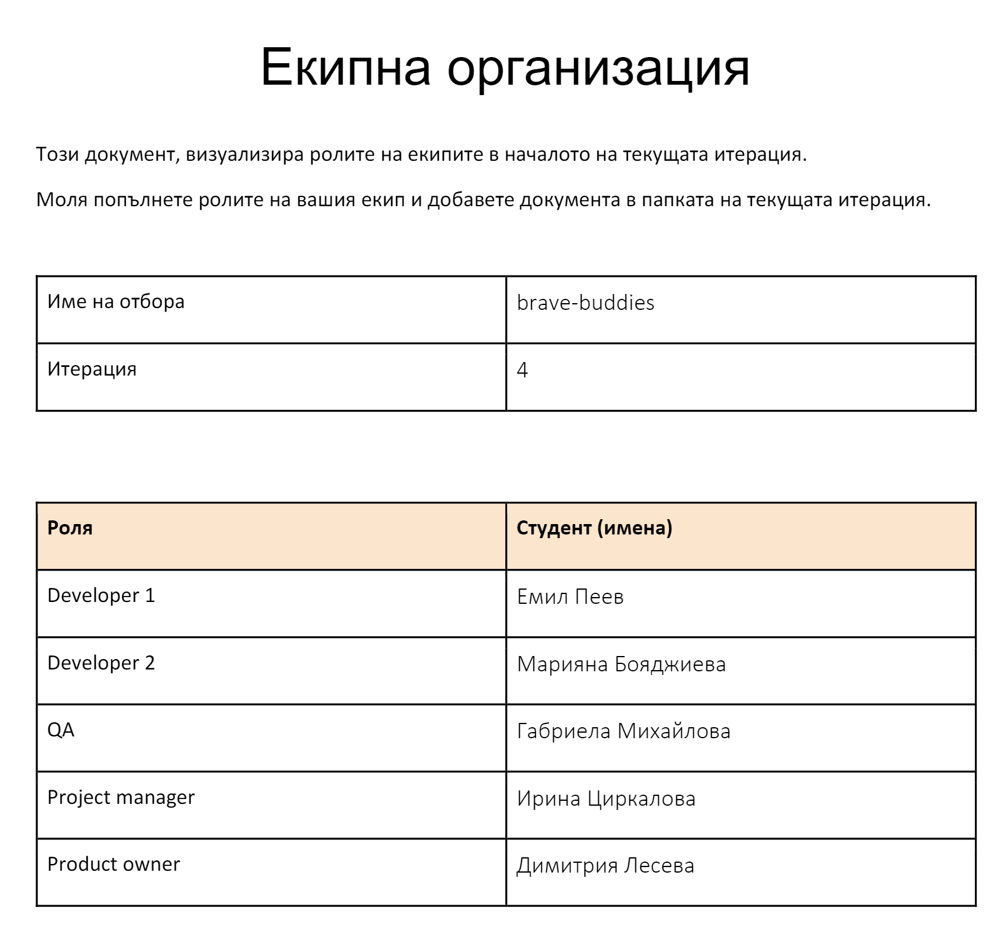 Екипна организация
Този документ, визуализира ролите на екипите в началото на текущата итерация.
Моля попълнете ролите на вашия екип и добавете документа в папката на текущата итерация.
Име на отбора brave-buddies
Итерация 4
Роля Студент (имена)
Developer 1 Емил Пеев
Developer 2 Марияна Бояджиева
QA Габриела Михайлова
Project manager Ирина Циркалова
Product owner Димитрия Лесева